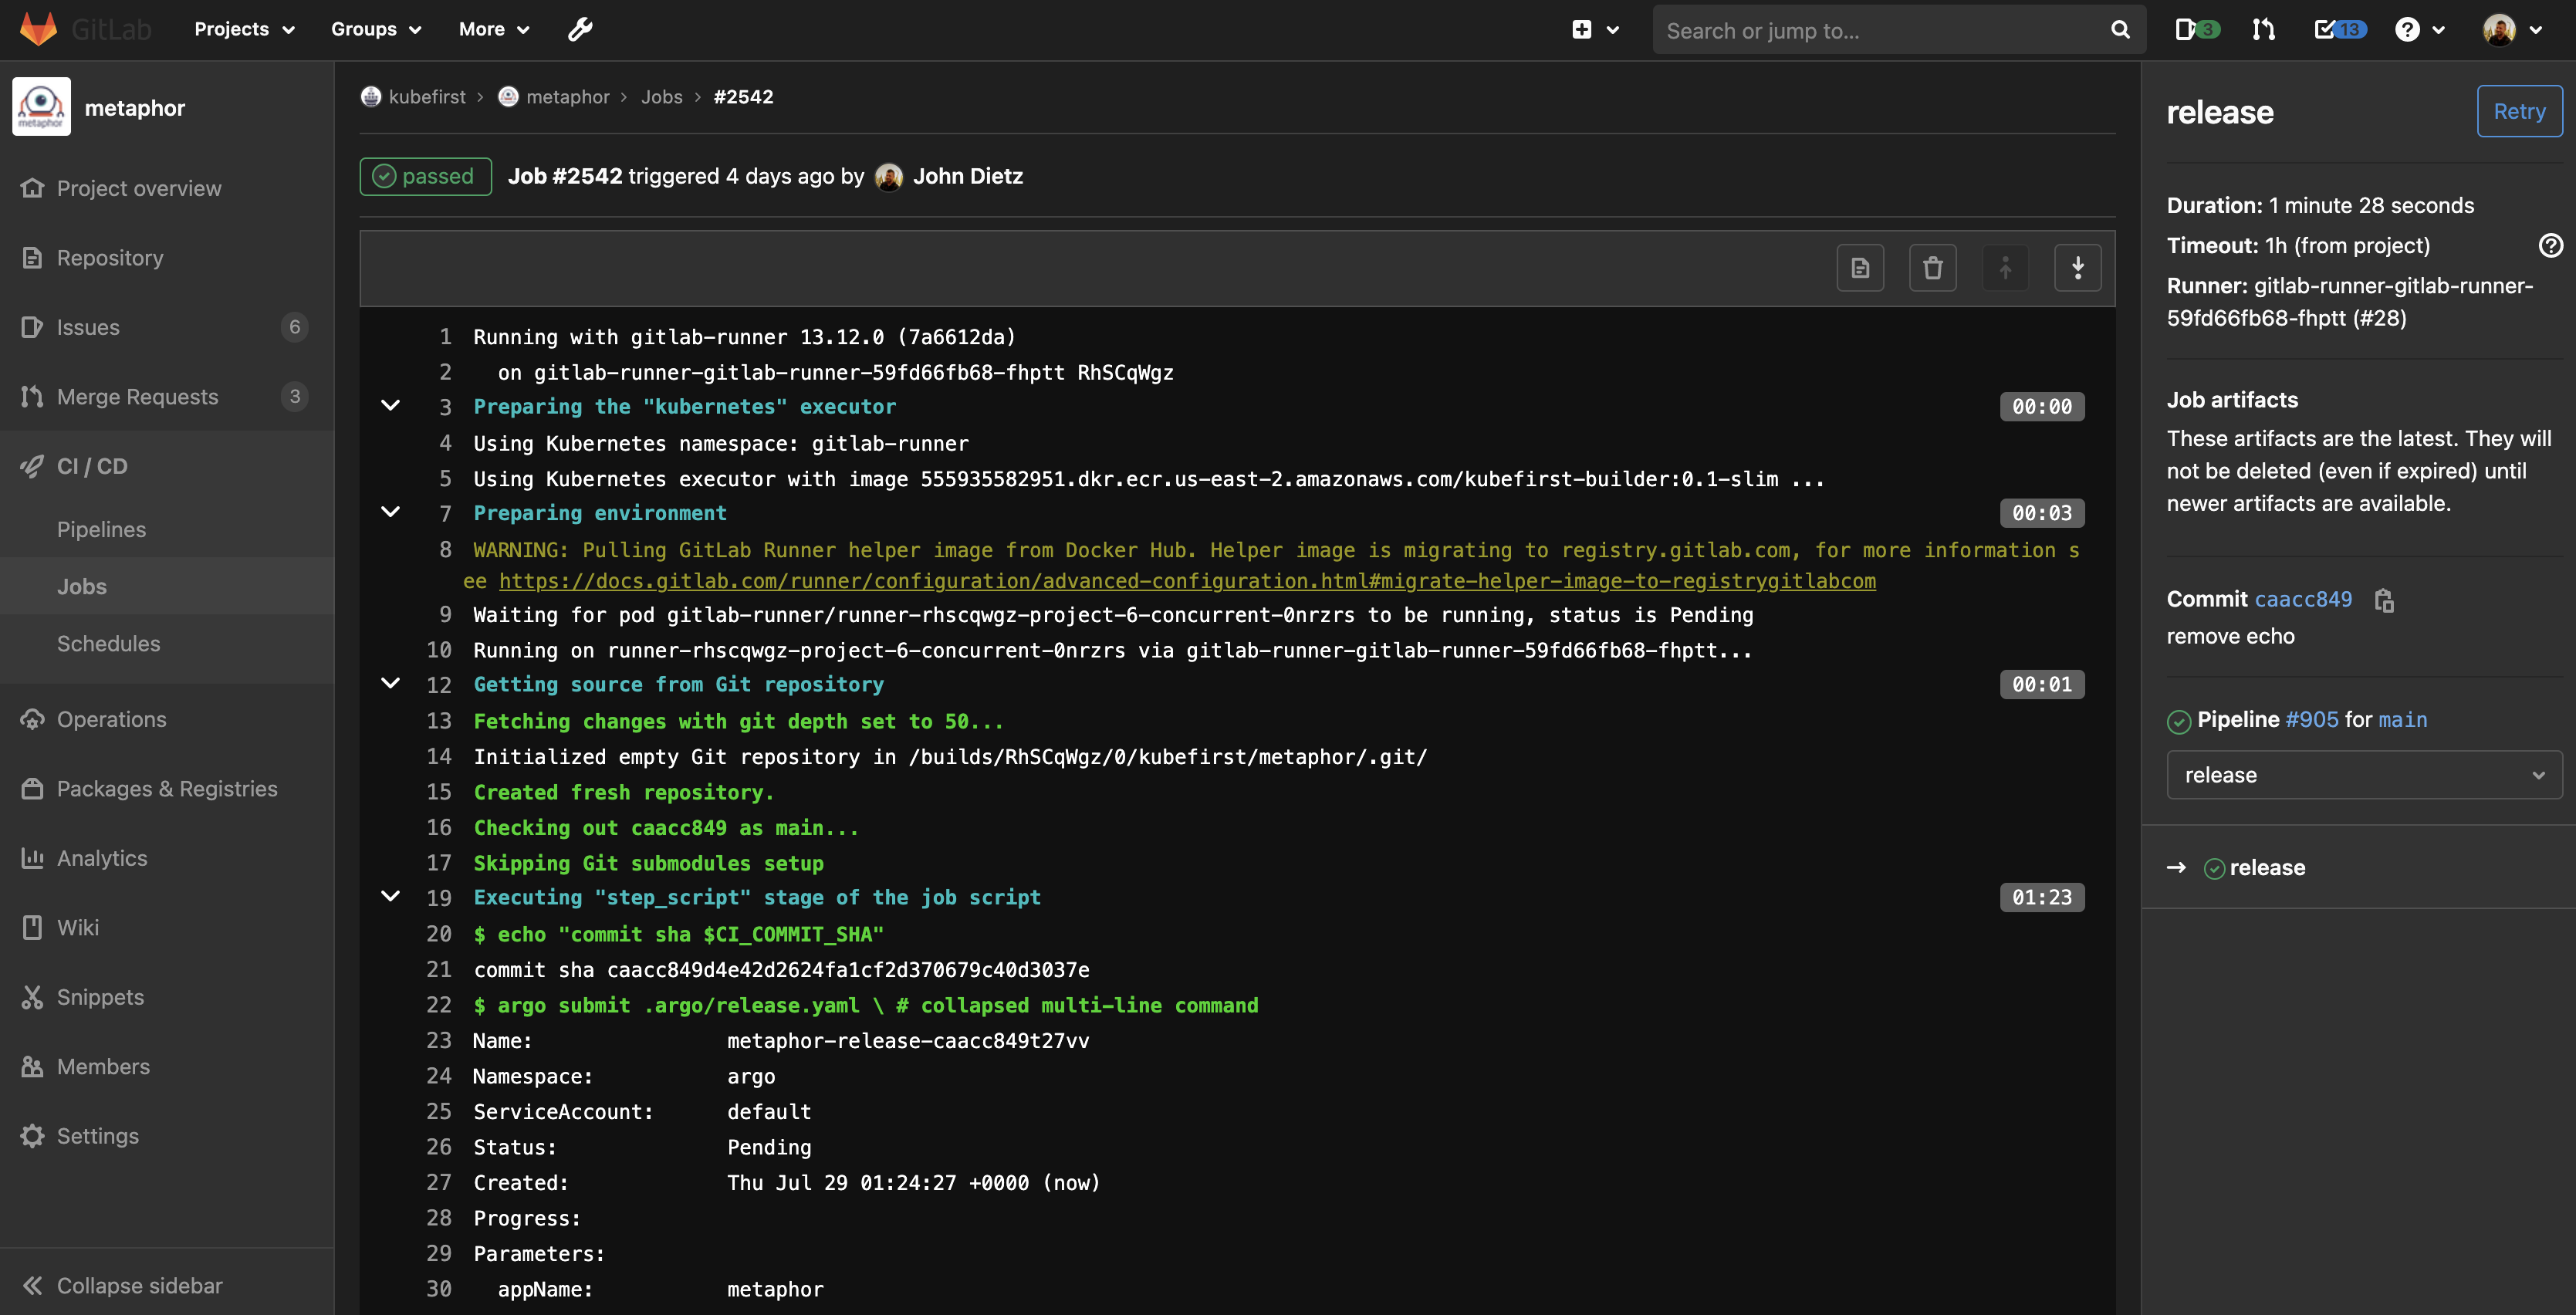 GitLab
Projects
Groups
More
Search or jump to...
3
13
metaphor
metaphor
Project overview
Repository
Issues 6
Merge Requests 3
CI / CD
Pipelines
Jobs
Schedules
Operations
Packages & Registries
Analytics
Wiki
Snippets
Members
Settings
Collapse sidebar
kubefirst › metaphor › Jobs › #2542
passed Job #2542 triggered 4 days ago by John Dietz
1 Running with gitlab-runner 13.12.0 (7a6612da)
2 on gitlab-runner-gitlab-runner-59fd66fb68-fhptt RhSCqWgz
3 Preparing the "kubernetes" executor 00:00
4 Using Kubernetes namespace: gitlab-runner
5 Using Kubernetes executor with image 555935582951.dkr.ecr.us-east-2.amazonaws.com/kubefirst-builder:0.1-slim ...
7 Preparing environment 00:03
8 WARNING: Pulling GitLab Runner helper image from Docker Hub. Helper image is migrating to registry.gitlab.com, for more information s
ee https://docs.gitlab.com/runner/configuration/advanced-configuration.html#migrate-helper-image-to-registrygitlabcom
9 Waiting for pod gitlab-runner/runner-rhscqwgz-project-6-concurrent-0nrzrs to be running, status is Pending
10 Running on runner-rhscqwgz-project-6-concurrent-0nrzrs via gitlab-runner-gitlab-runner-59fd66fb68-fhptt...
12 Getting source from Git repository 00:01
13 Fetching changes with git depth set to 50...
14 Initialized empty Git repository in /builds/RhSCqWgz/0/kubefirst/metaphor/.git/
15 Created fresh repository.
16 Checking out caacc849 as main...
17 Skipping Git submodules setup
19 Executing "step_script" stage of the job script 01:23
20 $ echo "commit sha $CI_COMMIT_SHA"
21 commit sha caacc849d4e42d2624fa1cf2d370679c40d3037e
22 $ argo submit .argo/release.yaml \ # collapsed multi-line command
23 Name: metaphor-release-caacc849t27vv
24 Namespace: argo
25 ServiceAccount: default
26 Status: Pending
27 Created: Thu Jul 29 01:24:27 +0000 (now)
28 Progress:
29 Parameters:
30 appName: metaphor
release
Retry
Duration: 1 minute 28 seconds
Timeout: 1h (from project)
Runner: gitlab-runner-gitlab-runner-
59fd66fb68-fhptt (#28)
Job artifacts
These artifacts are the latest. They will
not be deleted (even if expired) until
newer artifacts are available.
Commit caacc849
remove echo
Pipeline #905 for main
release
→ release